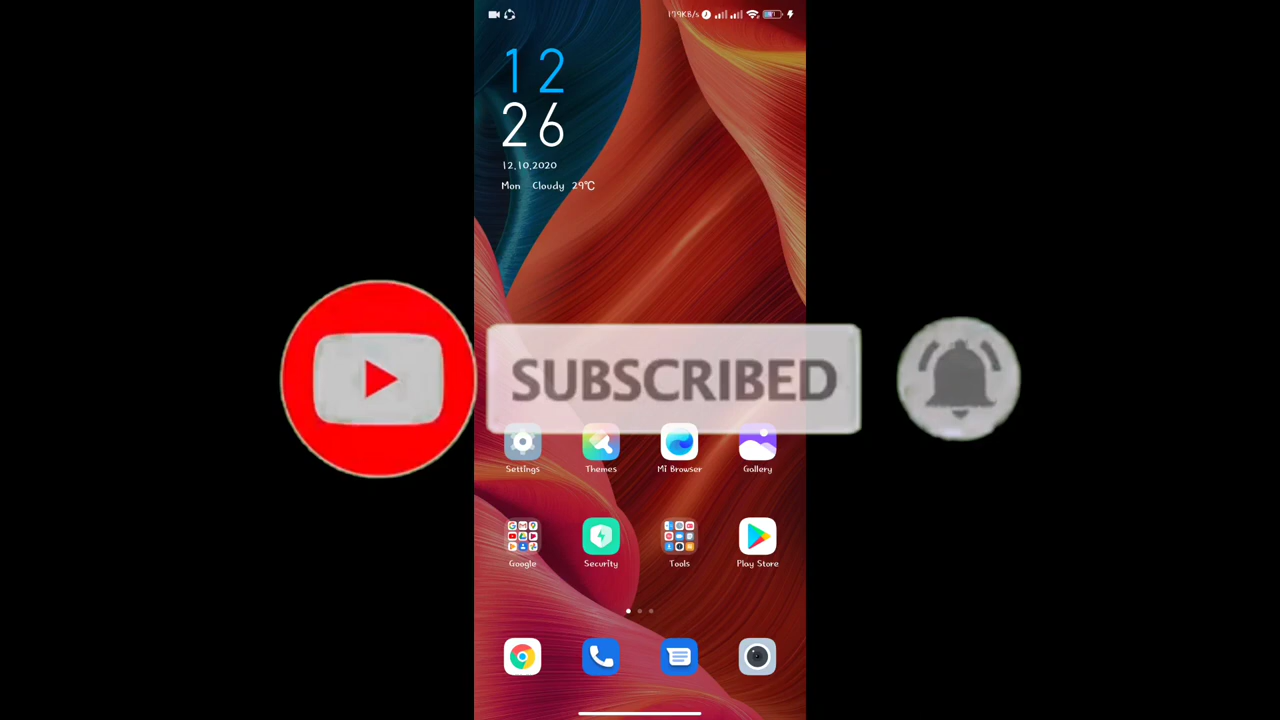 179KB/s
12
26
12.10.2020
Mon Cloudy 29℃
SUBSCRIBED
Settings Themes Mi Browser Gallery
Google Security Tools Play Store